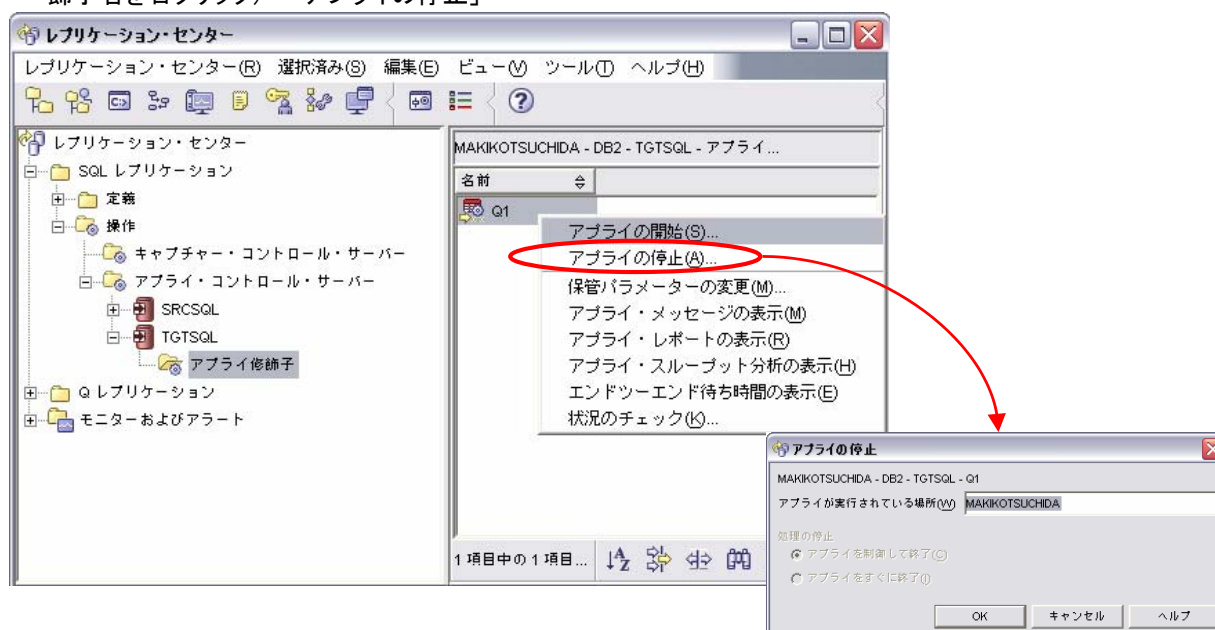 レプリケーション・センター
レプリケーション・センター(R) 選択済み(S) 編集(E) ビュー(V) ツール(T) ヘルプ(H)
レプリケーション・センター
SQL レプリケーション
定義
操作
キャプチャー・コントロール・サーバー
アプライ・コントロール・サーバー
SRCSQL
TGTSQL
アプライ修飾子
Q レプリケーション
モニターおよびアラート
MAKIKOTSUCHIDA - DB2 - TGTSQL - アプライ...
名前
Q1
アプライの開始(S)...
アプライの停止(A)...
保管パラメーターの変更(M)...
アプライ・メッセージの表示(M)
アプライ・レポートの表示(R)
アプライ・スループット分析の表示(H)
エンドツーエンド待ち時間の表示(E)
状況のチェック(K)...
1 項目中の 1 項目...
アプライの停止
MAKIKOTSUCHIDA - DB2 - TGTSQL - Q1
アプライが実行されている場所(W) MAKIKOTSUCHIDA
処理の停止
アプライを制御して終了(C)
アプライをすぐに終了(I)
OK キャンセル ヘルプ